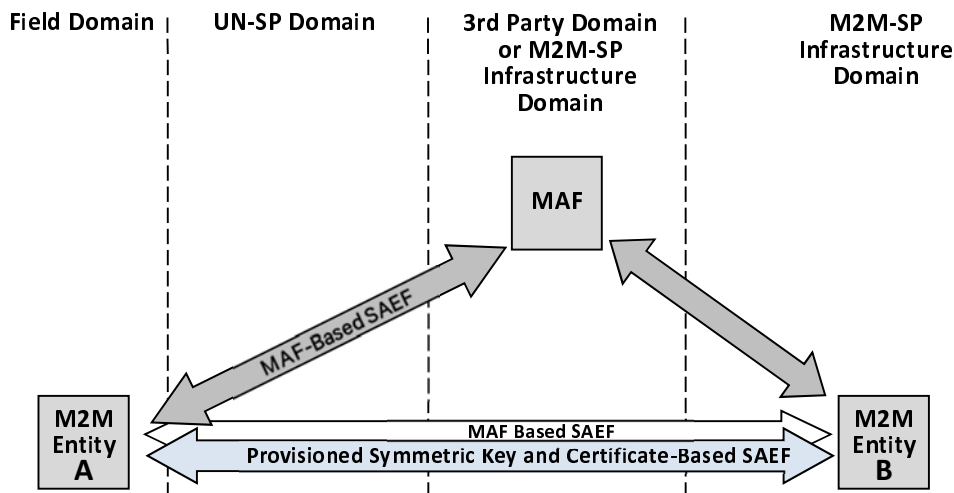 Field Domain
UN-SP Domain
3rd Party Domain
or M2M-SP
Infrastructure
Domain
M2M-SP
Infrastructure
Domain
MAF
MAF-Based SAEF
M2M
Entity
A
MAF Based SAEF
Provisioned Symmetric Key and Certificate-Based SAEF
M2M
Entity
B